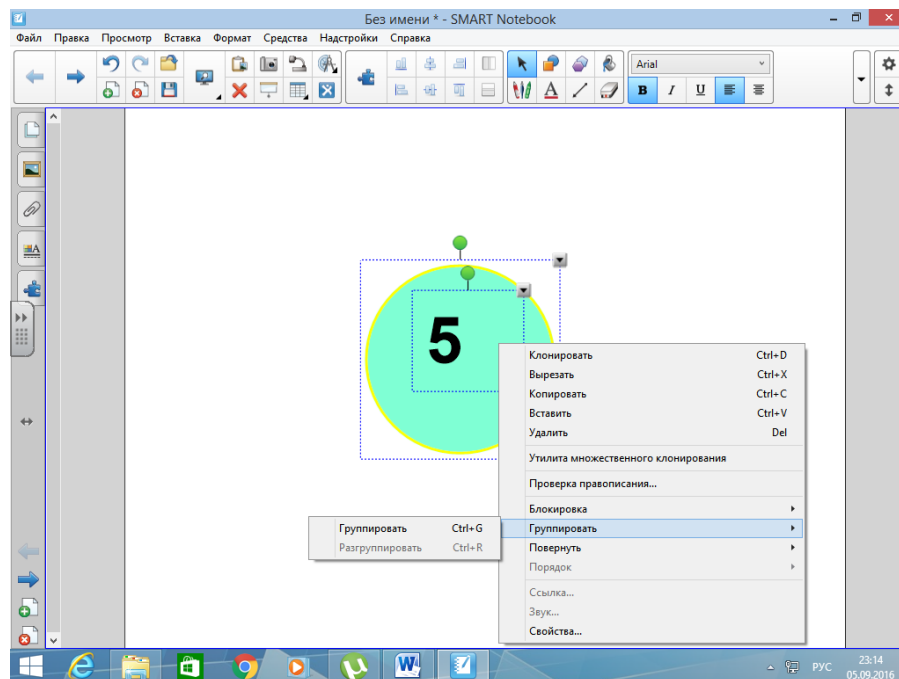 Без имени * - SMART Notebook
Файл Правка Просмотр Вставка Формат Средства Надстройки Справка
Arial
A
B I U
A
5
Клонировать Ctrl+D
Вырезать Ctrl+X
Копировать Ctrl+C
Вставить Ctrl+V
Удалить Del
Утилита множественного клонирования
Проверка правописания...
Блокировка
Группировать
Повернуть
Порядок
Ссылка...
Звук...
Свойства...
Группировать Ctrl+G
Разгруппировать Ctrl+R
РУС
23:14
05.09.2016